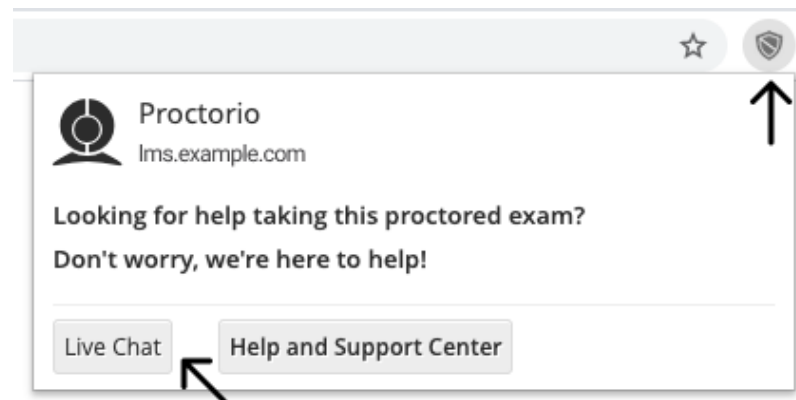 Proctorio
lms.example.com
Looking for help taking this proctored exam?
Don't worry, we're here to help!
Live Chat
Help and Support Center